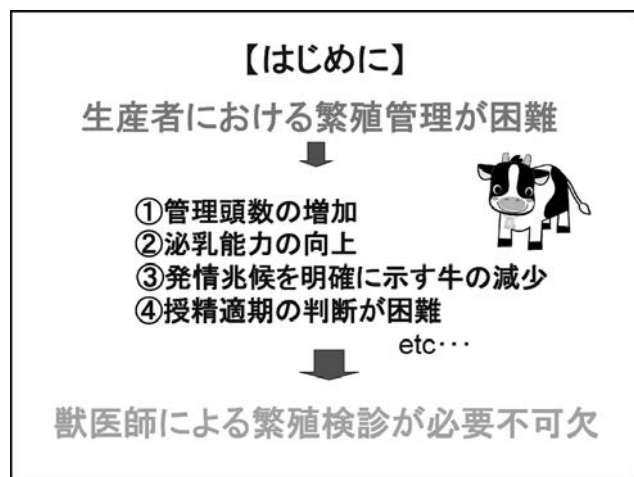 【はじめに】
生産者における繁殖管理が困難
①管理頭数の増加
②泌乳能力の向上
③発情兆候を明確に示す牛の減少
④授精適期の判断が困難
etc･･･
獣医師による繁殖検診が必要不可欠